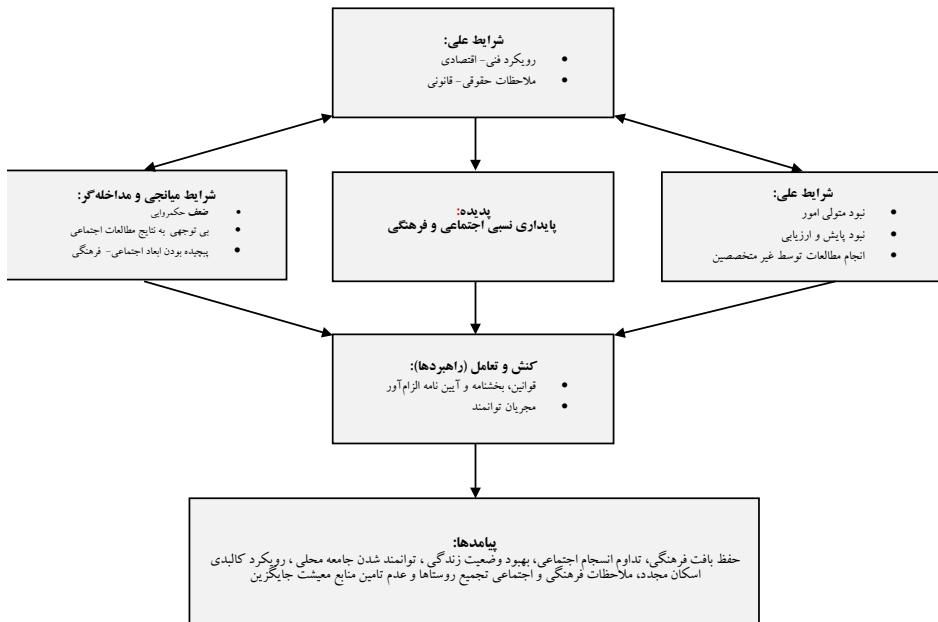 شرایط علی:
• رویکرد فنی- اقتصادی
• ملاحظات حقوقی- قانونی
شرایط علی:
• نبود متولی امور
• نبود پایش و ارزیابی
• انجام مطالعات توسط غیر متخصصین
پدیده:
پایداری نسبی اجتماعی و فرهنگی
شرایط میانجی و مداخله‌گر:
• ضعف حکمروایی
• بی توجهی به نتایج مطالعات اجتماعی
• پیچیده بودن ابعاد اجتماعی- فرهنگی
کنش و تعامل (راهبردها):
• قوانین، بخشنامه و آیین نامه الزام‌آور
• مجریان توانمند
پیامدها:
حفظ بافت فرهنگی، تداوم انسجام اجتماعی، بهبود وضعیت زندگی ، توانمند شدن جامعه محلی ، رویکرد کالبدی
اسکان مجدد، ملاحظات فرهنگی و اجتماعی تجمیع روستاها و عدم تامین منابع معیشت جایگزین